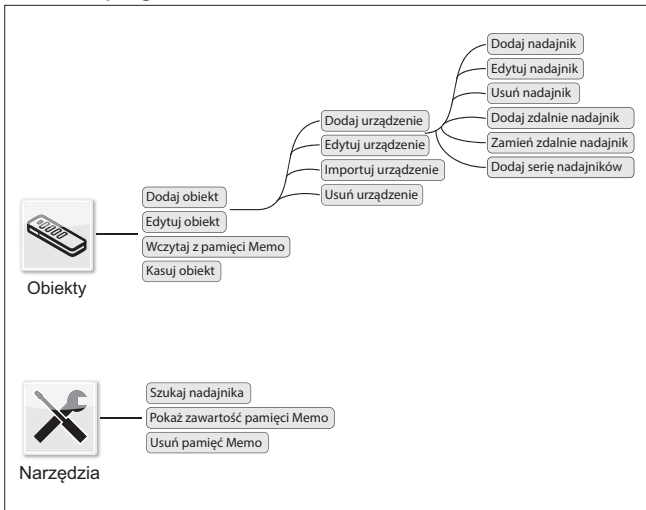 Dodaj nadajnik
Edytuj nadajnik
Usuń nadajnik
Dodaj zdalnie nadajnik
Zamień zdalnie nadajnik
Dodaj serię nadajników
Dodaj urządzenie
Edytuj urządzenie
Importuj urządzenie
Usuń urządzenie
Dodaj obiekt
Edytuj obiekt
Wczytaj z pamięci Memo
Kasuj obiekt
Obiekty
Szukaj nadajnika
Pokaż zawartość pamięci Memo
Usuń pamięć Memo
Narzędzia